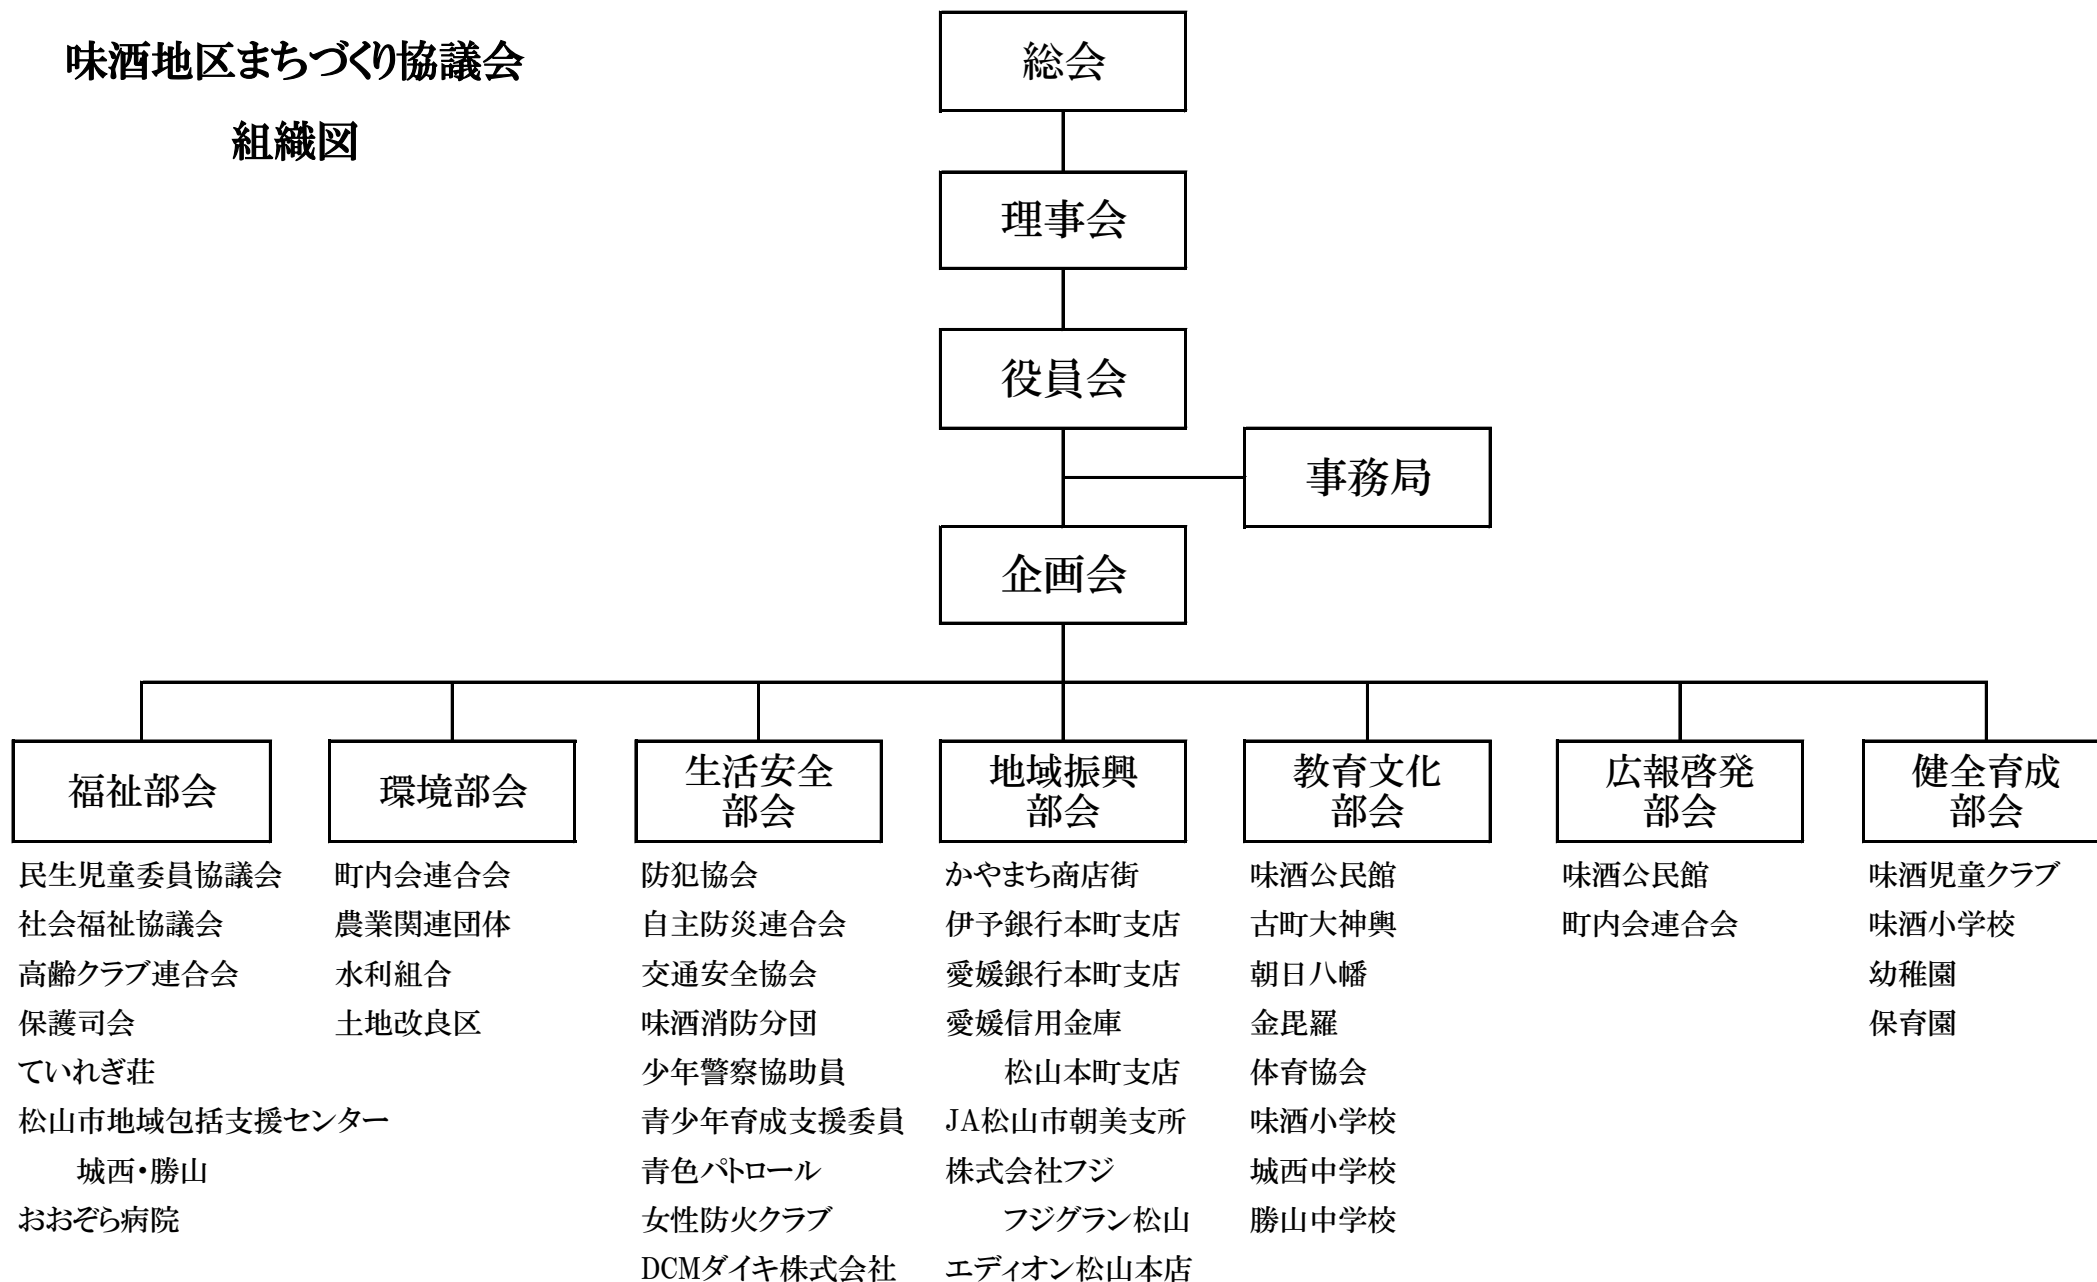 味酒地区まちづくり協議会
組織図
総会
理事会
役員会
事務局
企画会
福祉部会
民生児童委員協議会
社会福祉協議会
高齢クラブ連合会
保護司会
ていれぎ荘
松山市地域包括支援センター
城西・勝山
おおぞら病院
環境部会
町内会連合会
農業関連団体
水利組合
土地改良区
生活安全
部会
防犯協会
自主防災連合会
交通安全協会
味酒消防分団
少年警察協助員
青少年育成支援委員
青色パトロール
女性防火クラブ
DCMダイキ株式会社
地域振興
部会
かやまち商店街
伊予銀行本町支店
愛媛銀行本町支店
愛媛信用金庫
松山本町支店
JA松山市朝美支所
株式会社フジ
フジグラン松山
エディオン松山本店
教育文化
部会
味酒公民館
古町大神輿
朝日八幡
金毘羅
体育協会
味酒小学校
城西中学校
勝山中学校
広報啓発
部会
味酒公民館
町内会連合会
健全育成
部会
味酒児童クラブ
味酒小学校
幼稚園
保育園